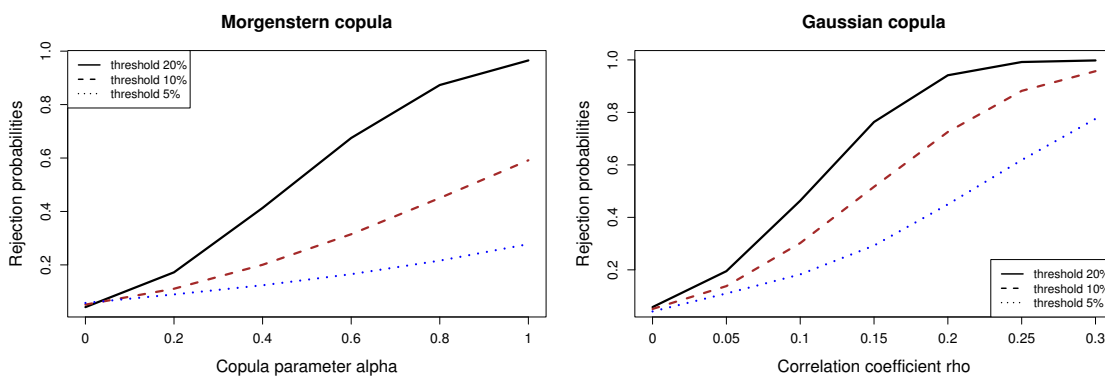 Morgenstern copula
Rejection probabilities
1.0
0.8
0.6
0.4
0.2
threshold 20%
threshold 10%
threshold 5%
0 0.2 0.4 0.6 0.8 1
Copula parameter alpha
Gaussian copula
Rejection probabilities
1.0
0.8
0.6
0.4
0.2
threshold 20%
threshold 10%
threshold 5%
0 0.05 0.1 0.15 0.2 0.25 0.3
Correlation coefficient rho